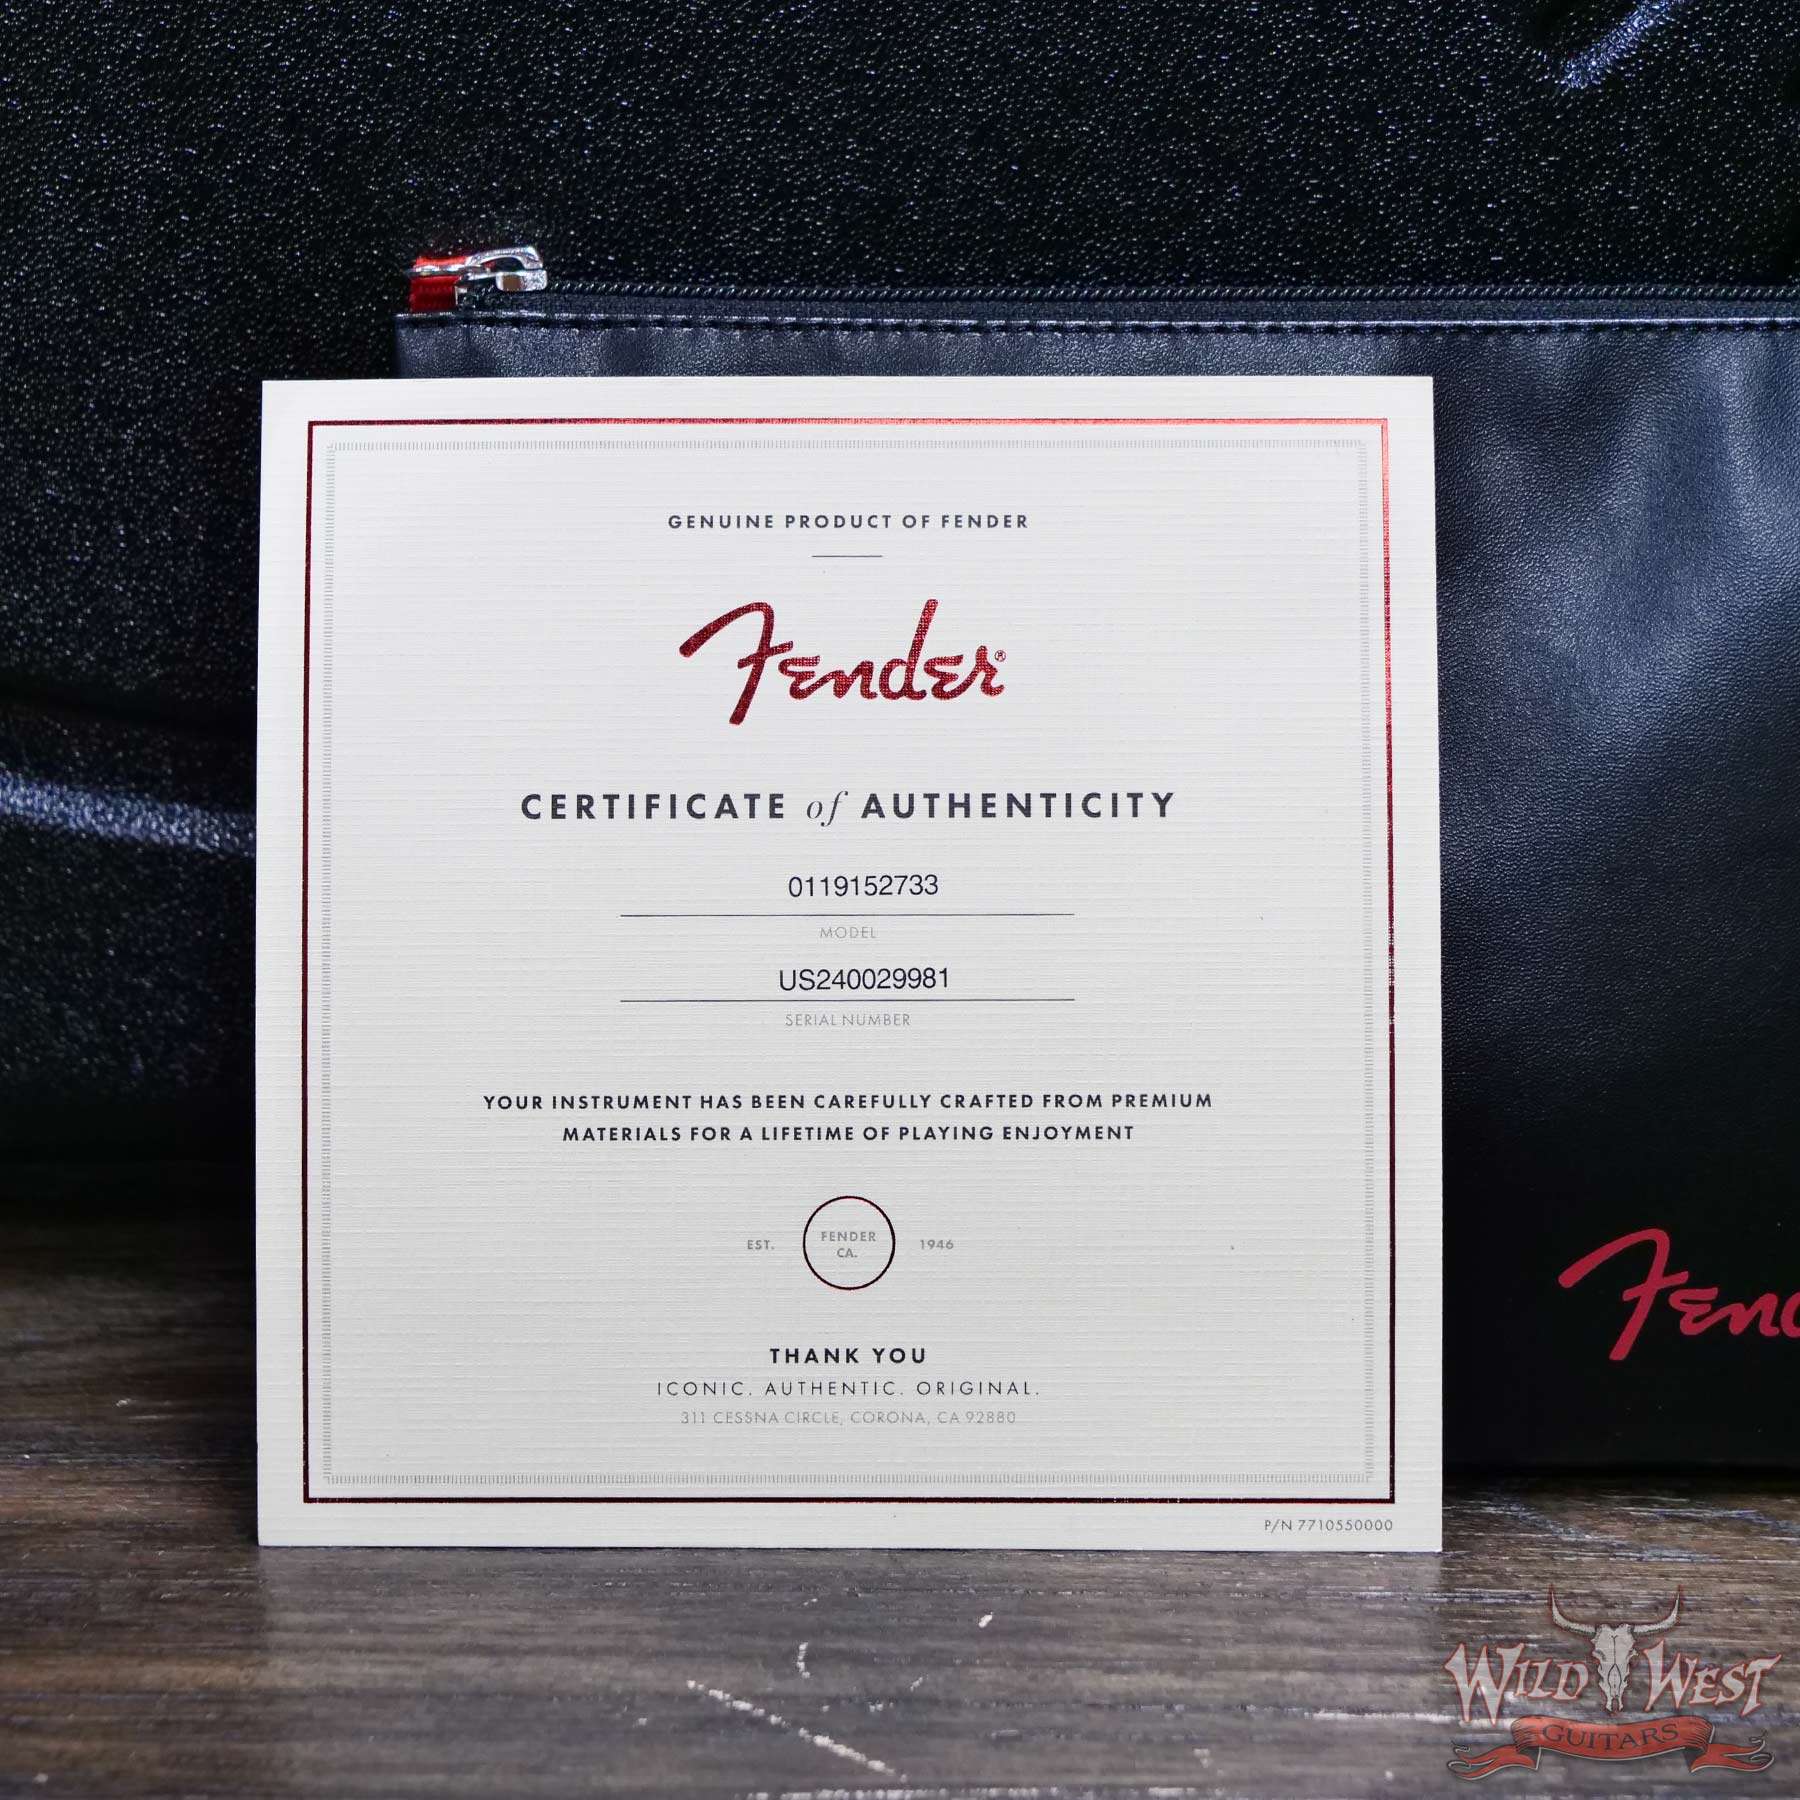 GENUINE PRODUCT OF FENDER
Fender®
CERTIFICATE of AUTHENTICITY
0119152733
MODEL
US240029981
SERIAL NUMBER
YOUR INSTRUMENT HAS BEEN CAREFULLY CRAFTED FROM PREMIUM
MATERIALS FOR A LIFETIME OF PLAYING ENJOYMENT
EST. FENDER CA. 1946
THANK YOU
ICONIC. AUTHENTIC. ORIGINAL.
311 CESSNA CIRCLE, CORONA, CA 92880
P/N 7710550000
Fen
WILD WEST
GUITARS